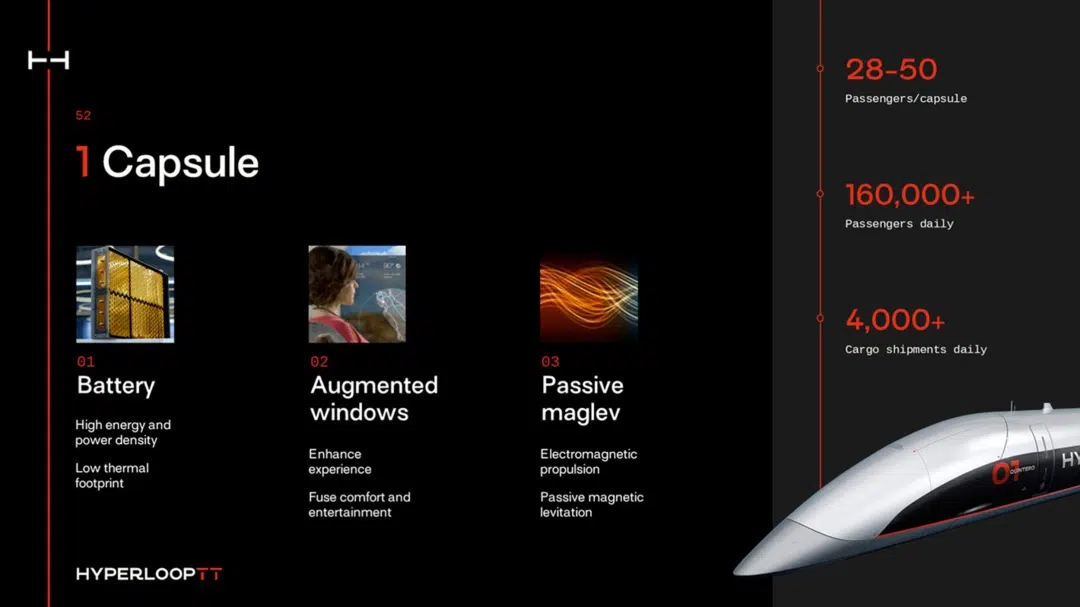 52
1 Capsule
01
Battery
High energy and
power density
Low thermal
footprint
02
Augmented
windows
Enhance
experience
Fuse comfort and
entertainment
03
Passive
maglev
Electromagnetic
propulsion
Passive magnetic
levitation
28-50
Passengers/capsule
160,000+
Passengers daily
4,000+
Cargo shipments daily
01 QUINTERO
HY
HYPERLOOPTT